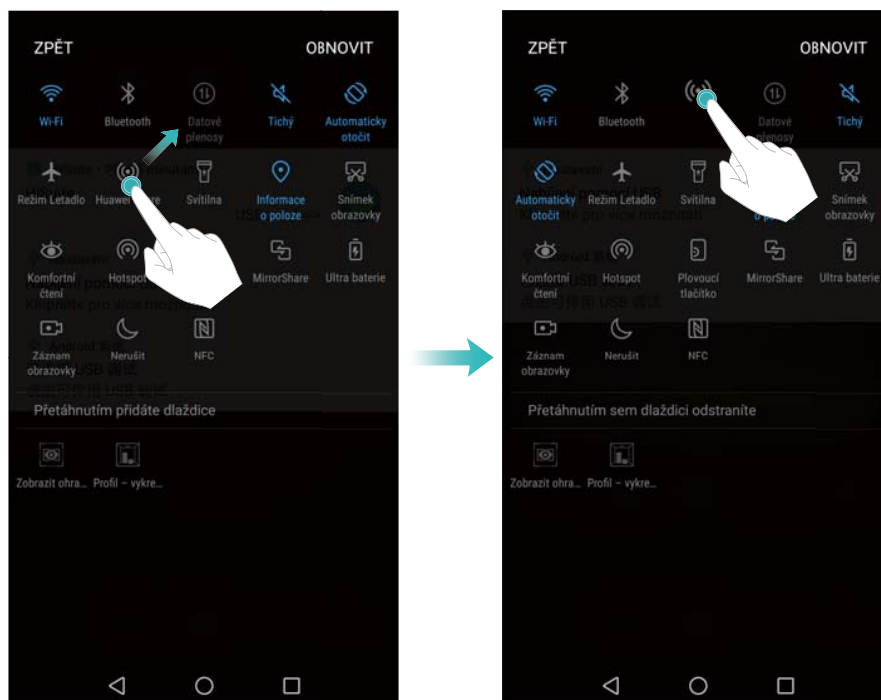 ZPĚT OBNOVIT
Wi-Fi Bluetooth Datové přenosy Tichý Automaticky otočit
Režim Letadlo Huawei Svítilna Informace o poloze Snímek obrazovky
Komfortní čtení Hotspot MirrorShare Ultra baterie
Záznam obrazovky Nerušit NFC
Přetáhnutím přidáte dlaždice
Zobrazit ohra... Profil – vykre...
ZPĚT OBNOVIT
Wi-Fi Bluetooth Datové přenosy Tichý
Automaticky otočit Režim Letadlo Svítilna o poloze Snímek obrazovky
Komfortní čtení Hotspot Plovoucí tlačítko MirrorShare Ultra baterie
Záznam obrazovky Nerušit NFC
Přetáhnutím sem dlaždici odstraníte
Zobrazit ohra... Profil – vykre...